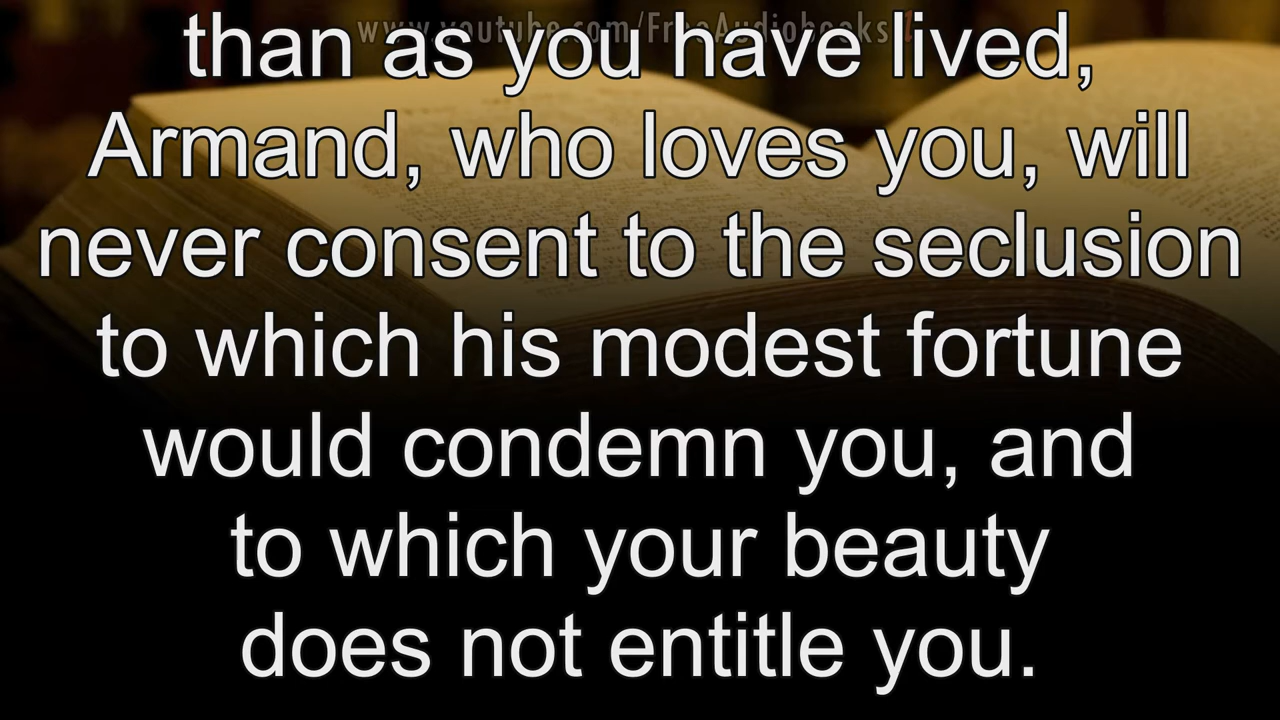 www.youtube.com/FreeAudiobooks
than as you have lived,
Armand, who loves you, will
never consent to the seclusion
to which his modest fortune
would condemn you, and
to which your beauty
does not entitle you.